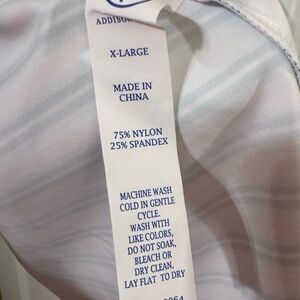 ADDISON
X-LARGE
MADE IN
CHINA
75% NYLON
25% SPANDEX
MACHINE WASH
COLD IN GENTLE
CYCLE.
WASH WITH
LIKE COLORS,
DO NOT SOAK,
BLEACH OR
DRY CLEAN,
LAY FLAT TO DRY